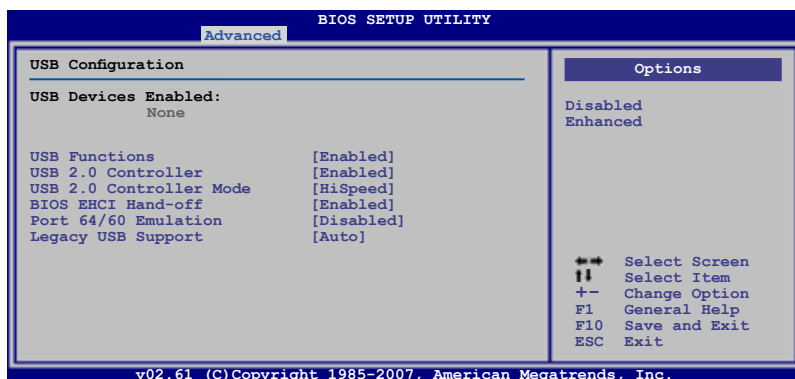 BIOS SETUP UTILITY
Advanced
USB Configuration
USB Devices Enabled:
None
USB Functions [Enabled]
USB 2.0 Controller [Enabled]
USB 2.0 Controller Mode [HiSpeed]
BIOS EHCI Hand-off [Enabled]
Port 64/60 Emulation [Disabled]
Legacy USB Support [Auto]
Options
Disabled
Enhanced
←→ Select Screen
↑↓ Select Item
+- Change Option
F1 General Help
F10 Save and Exit
ESC Exit
v02.61 (C)Copyright 1985-2007, American Megatrends, Inc.